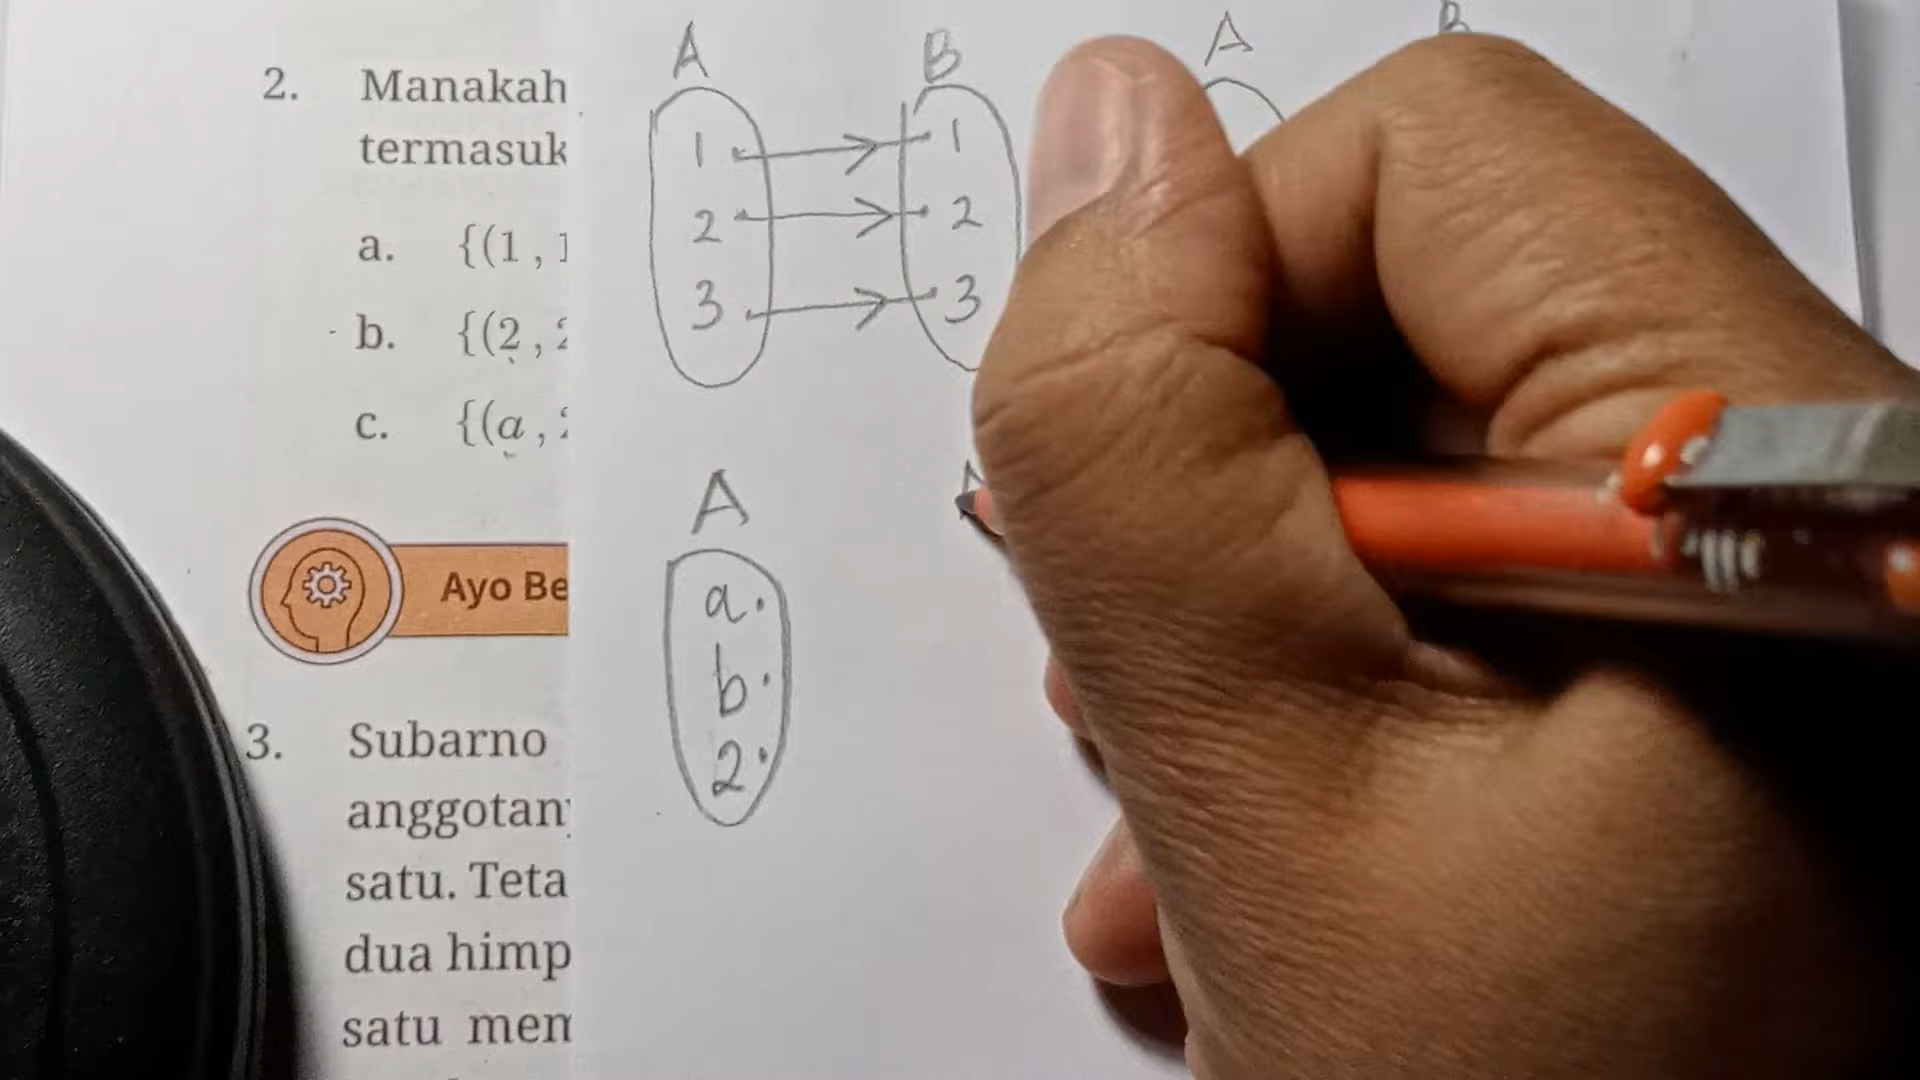 2. Manakah
termasuk
a. {(1, 1
b. {(2, 2
c. {(a, 2
Ayo Be
3. Subarno
anggotan
satu. Teta
dua himp
satu mem
A B
1 1
2 2
3 3
A B
A
a.
b.
2.